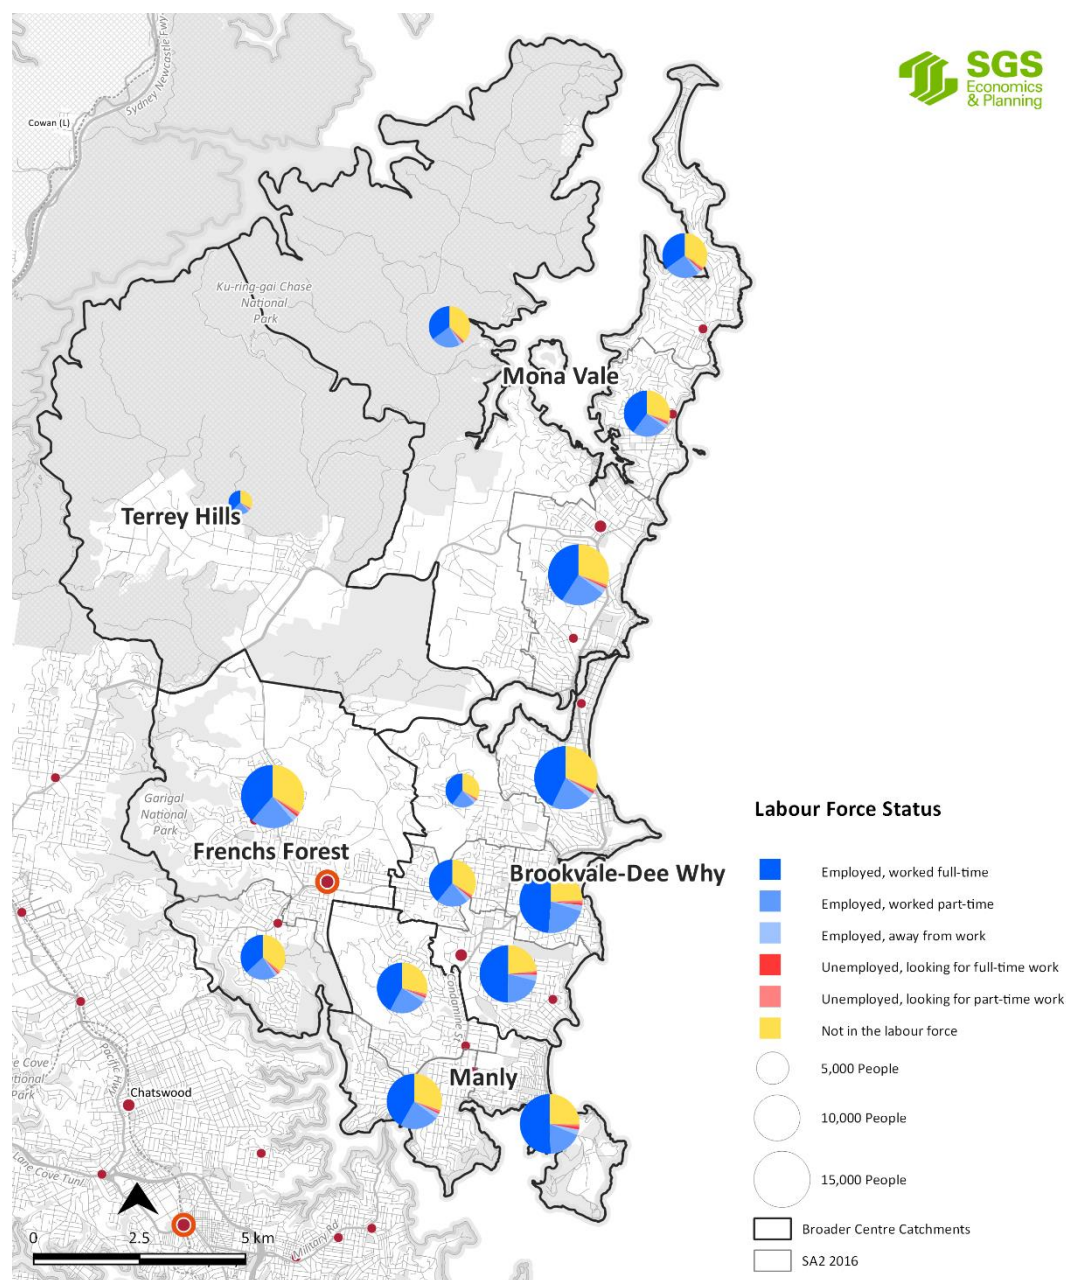 SGS
Economics
& Planning
Sydney Newcastle Fwy
Cowan (L)
Ku-ring-gai Chase
National
Park
Mona Vale
Terrey Hills
Garigal
National
Park
Frenchs Forest
Brookvale-Dee Why
Condamine St
Manly
Pacific Hwy
Chatswood
Lane Cove Tunl
Military Rd
0 2.5 5 km
Labour Force Status
Employed, worked full-time
Employed, worked part-time
Employed, away from work
Unemployed, looking for full-time work
Unemployed, looking for part-time work
Not in the labour force
5,000 People
10,000 People
15,000 People
Broader Centre Catchments
SA2 2016